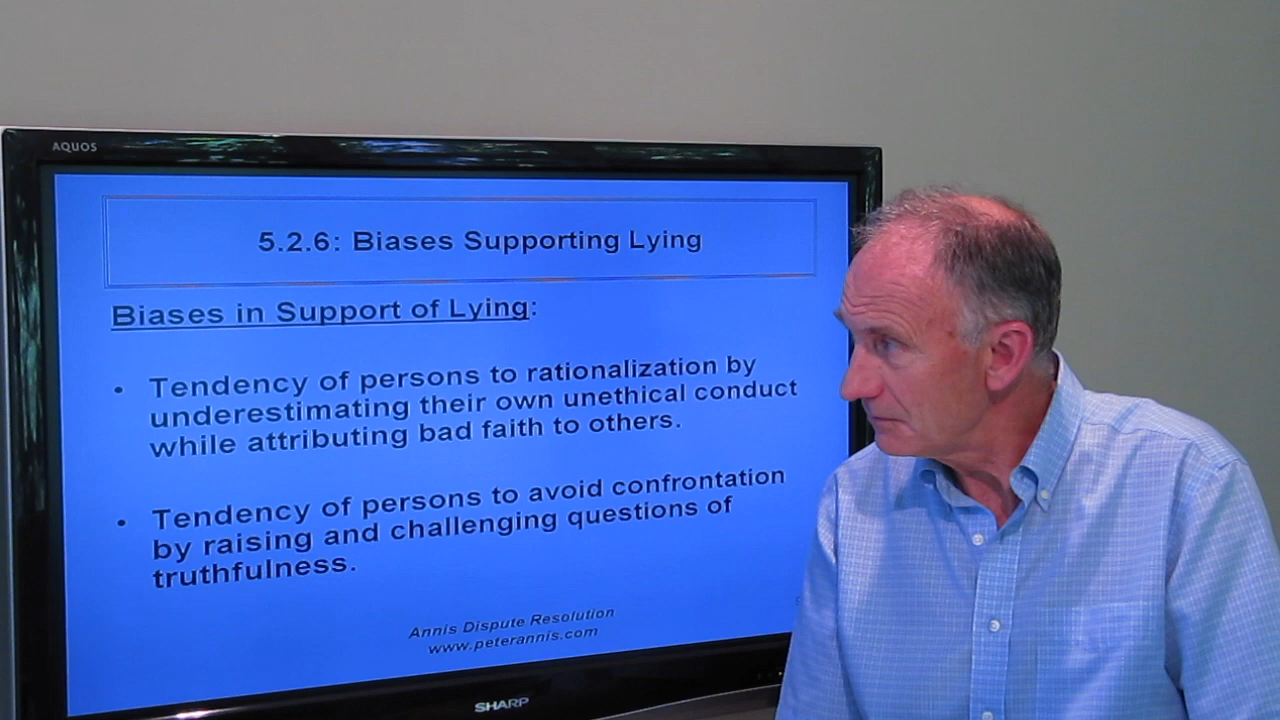 AQUOS
5.2.6: Biases Supporting Lying
Biases in Support of Lying:
• Tendency of persons to rationalization by
underestimating their own unethical conduct
while attributing bad faith to others.
• Tendency of persons to avoid confrontation
by raising and challenging questions of
truthfulness.
Annis Dispute Resolution
www.peterannis.com
SHARP